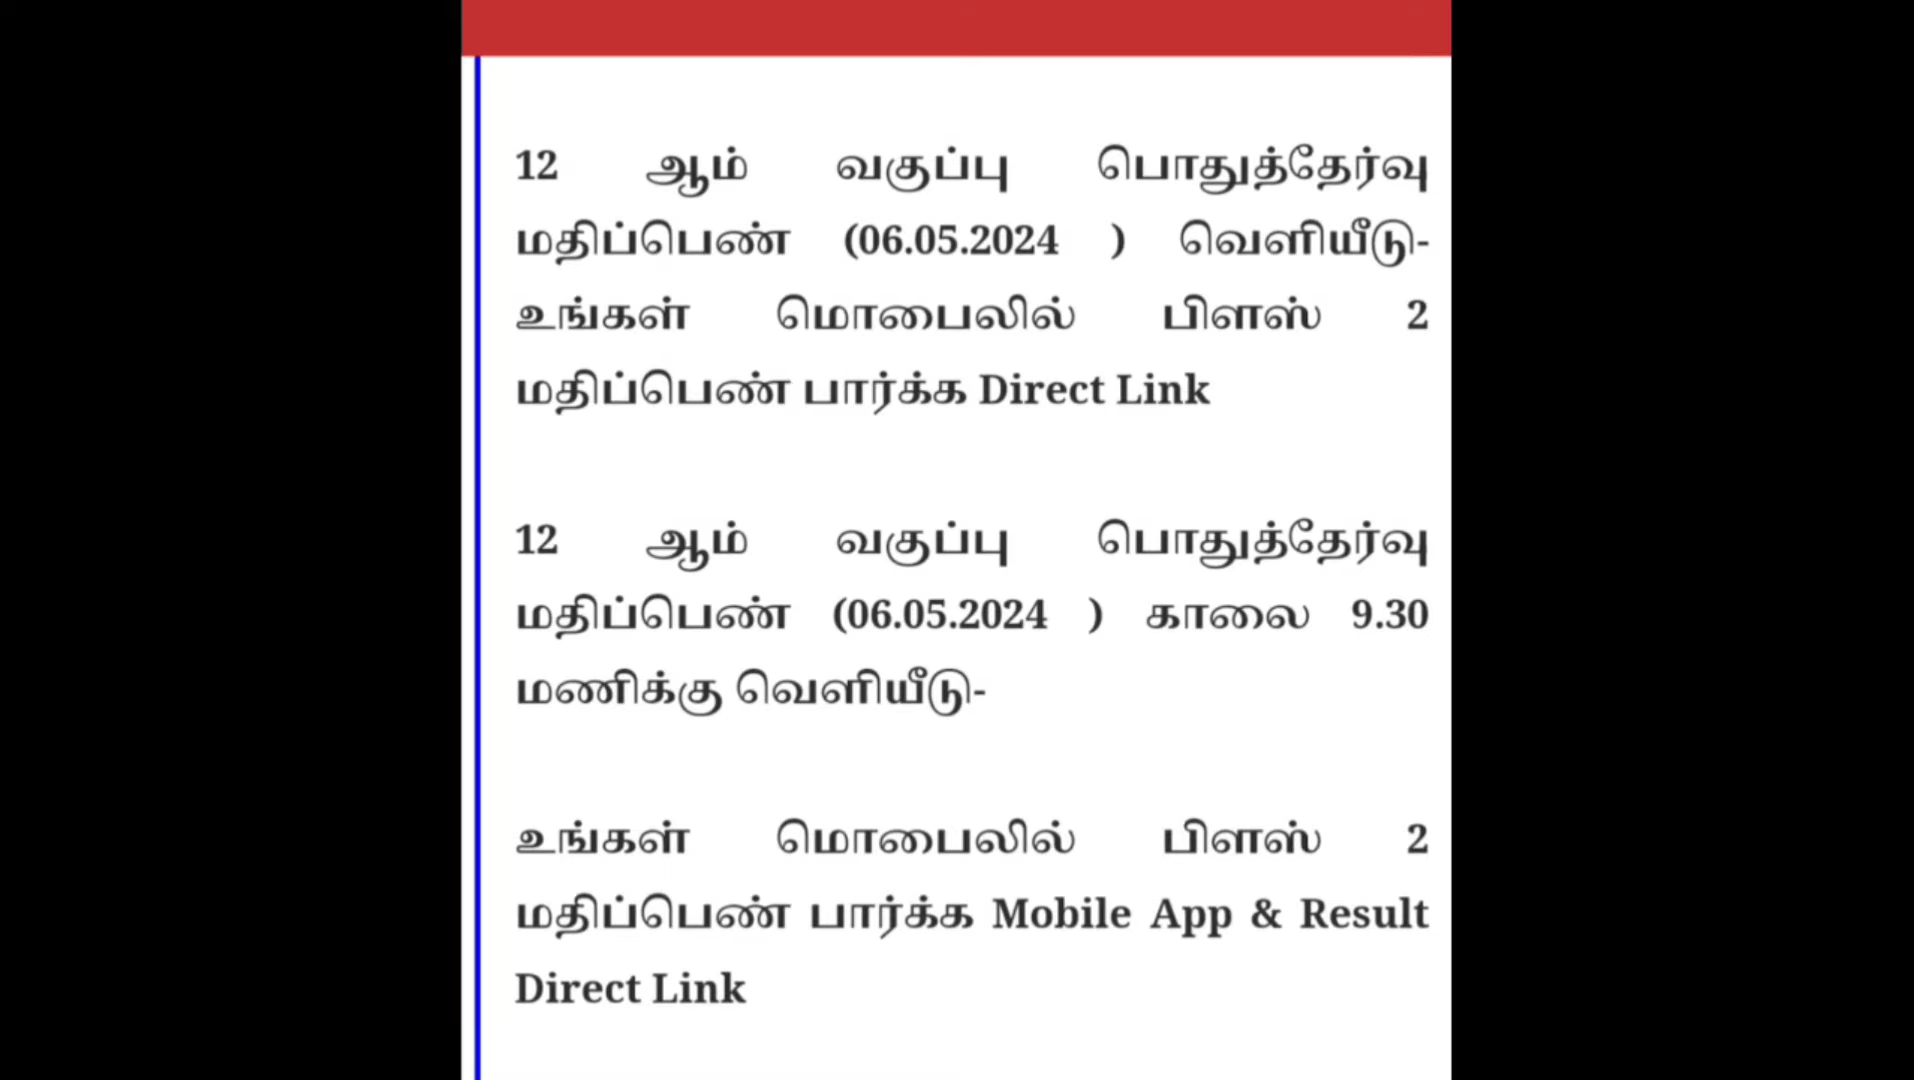 12 ஆம் வகுப்பு பொதுத்தேர்வு
மதிப்பெண் (06.05.2024 ) வெளியீடு-
உங்கள் மொபைலில் பிளஸ் 2
மதிப்பெண் பார்க்க Direct Link
12 ஆம் வகுப்பு பொதுத்தேர்வு
மதிப்பெண் (06.05.2024 ) காலை 9.30
மணிக்கு வெளியீடு-
உங்கள் மொபைலில் பிளஸ் 2
மதிப்பெண் பார்க்க Mobile App & Result
Direct Link